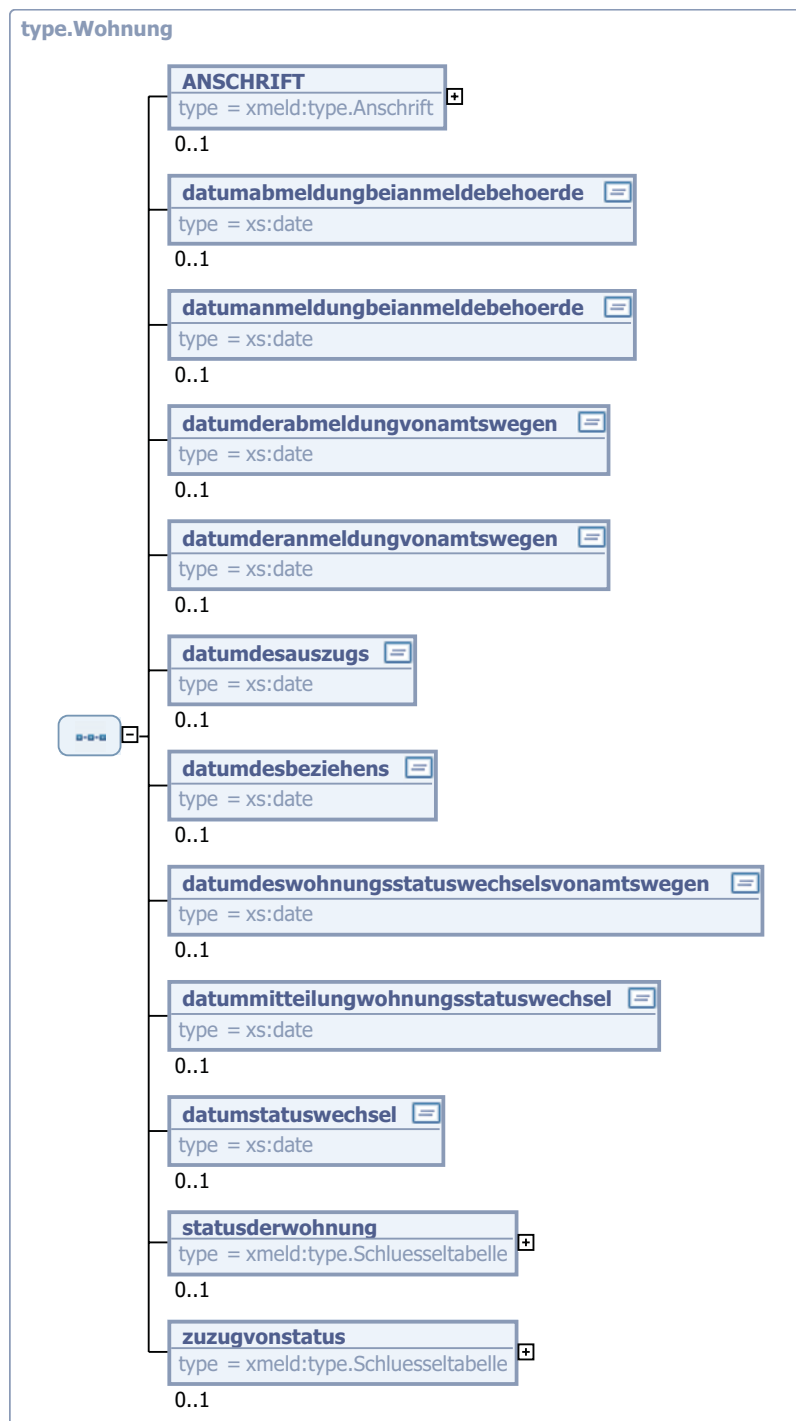 type.Wohnung
ANSCHRIFT
type = xmeld:type.Anschrift
0..1
datumabmeldungbeianmeldebehoerde
type = xs:date
0..1
datumanmeldungbeianmeldebehoerde
type = xs:date
0..1
datumderabmeldungvonamtswegen
type = xs:date
0..1
datumderanmeldungvonamtswegen
type = xs:date
0..1
datumdesauszugs
type = xs:date
0..1
datumdesbeziehens
type = xs:date
0..1
datumdeswohnungsstatuswechselsvonamtswegen
type = xs:date
0..1
datummitteilungwohnungsstatuswechsel
type = xs:date
0..1
datumstatuswechsel
type = xs:date
0..1
statusderwohnung
type = xmeld:type.Schluesseltabelle
0..1
zuzugvonstatus
type = xmeld:type.Schluesseltabelle
0..1